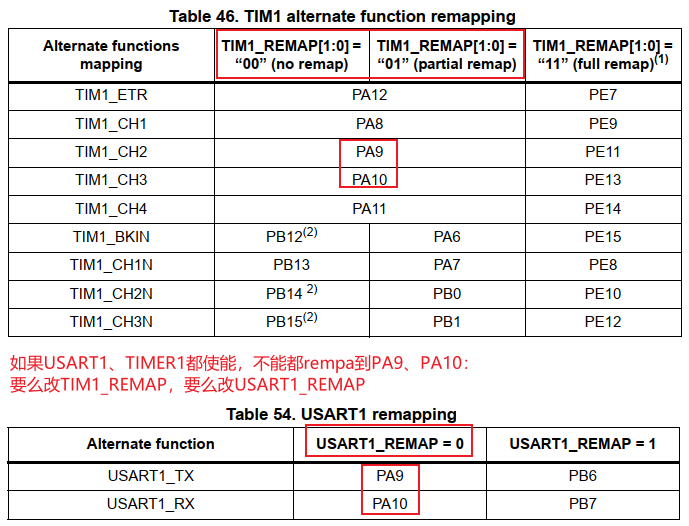 Table 46. TIM1 alternate function remapping
Alternate functions mapping TIM1_REMAP[1:0] = “00” (no remap) TIM1_REMAP[1:0] = “01” (partial remap) TIM1_REMAP[1:0] = “11” (full remap)(1)
TIM1_ETR PA12 PE7
TIM1_CH1 PA8 PE9
TIM1_CH2 PA9 PE11
TIM1_CH3 PA10 PE13
TIM1_CH4 PA11 PE14
TIM1_BKIN PB12(2) PA6 PE15
TIM1_CH1N PB13 PA7 PE8
TIM1_CH2N PB14 2) PB0 PE10
TIM1_CH3N PB15(2) PB1 PE12
如果USART1、TIMER1都使能，不能都rempa到PA9、PA10：
要么改TIM1_REMAP，要么改USART1_REMAP
Table 54. USART1 remapping
Alternate function USART1_REMAP = 0 USART1_REMAP = 1
USART1_TX PA9 PB6
USART1_RX PA10 PB7